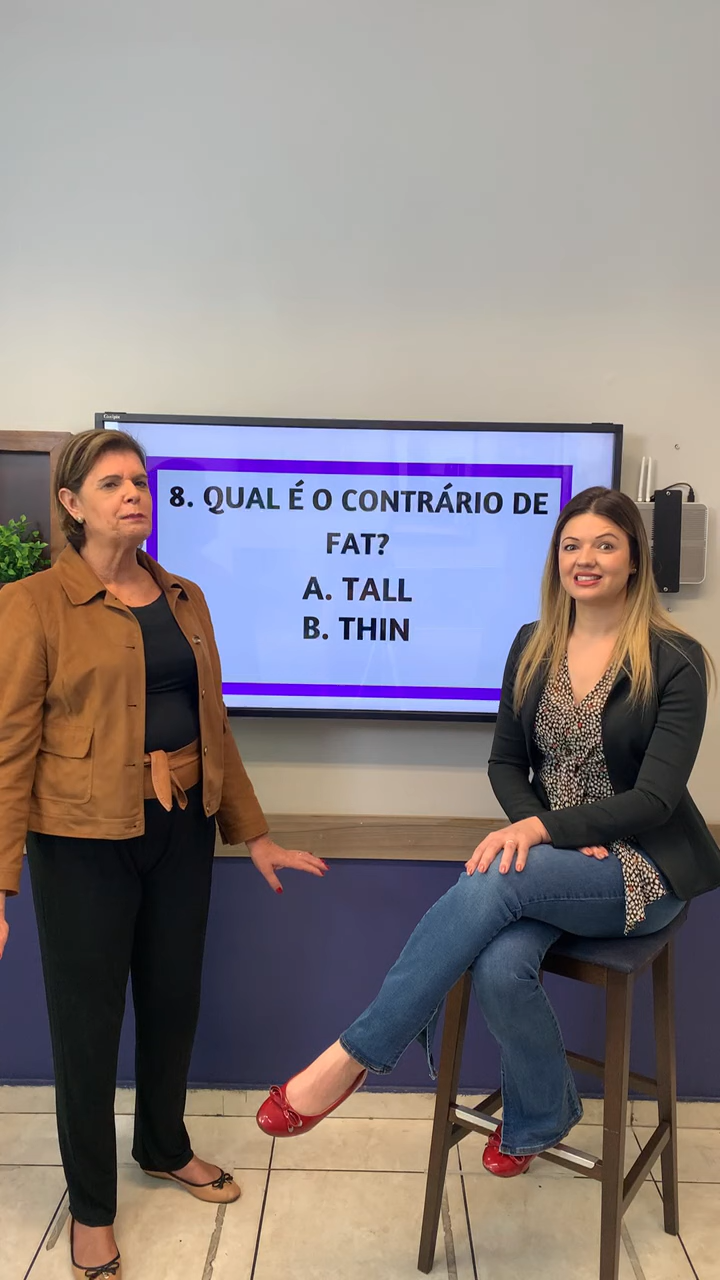 8. QUAL É O CONTRÁRIO DE
FAT?
A. TALL
B. THIN